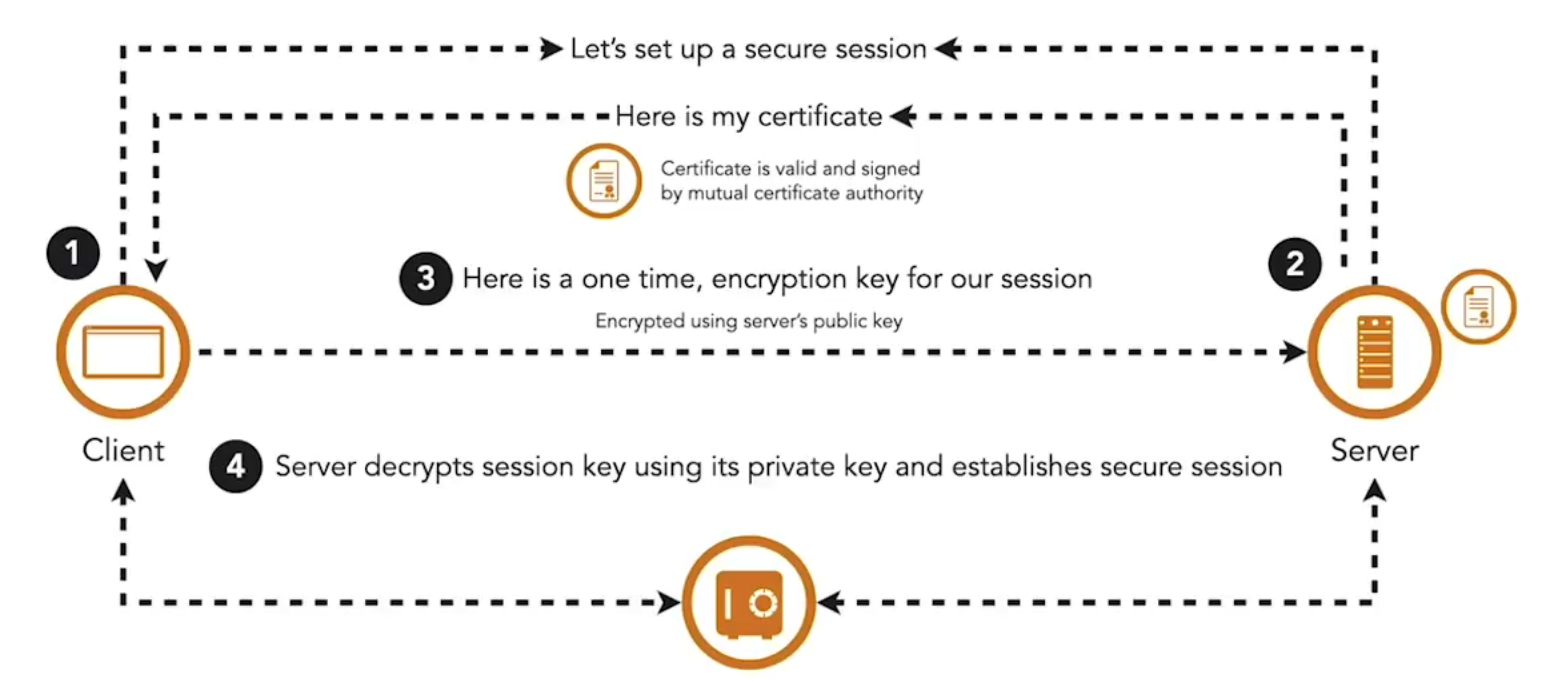 Let's set up a secure session
Here is my certificate
Certificate is valid and signed
by mutual certificate authority
1
2
3 Here is a one time, encryption key for our session
Encrypted using server's public key
Client
Server
4 Server decrypts session key using its private key and establishes secure session